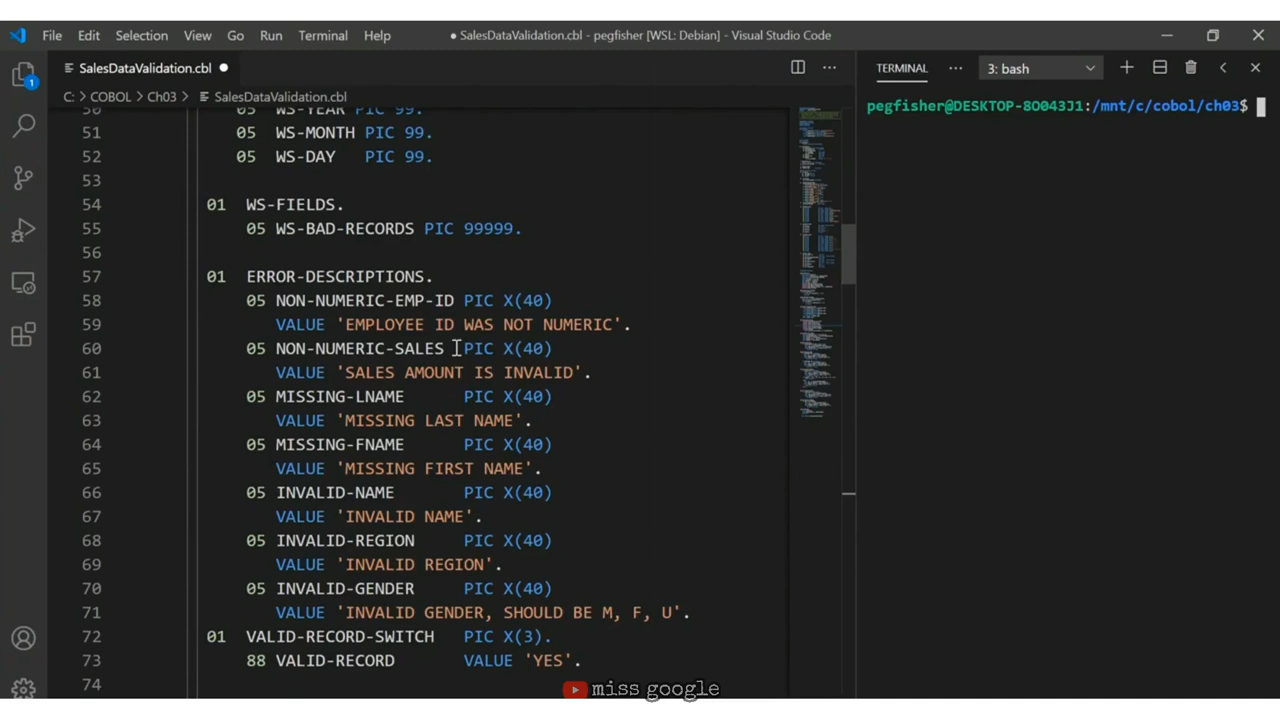 File Edit Selection View Go Run Terminal Help ● SalesDataValidation.cbl - pegfisher [WSL: Debian] - Visual Studio Code
SalesDataValidation.cbl ●
TERMINAL ··· 3: bash
C: > COBOL > Ch03 > SalesDataValidation.cbl
1
pegfisher@DESKTOP-8O043J1:/mnt/c/cobol/ch03$
50 05 WS-YEAR PIC 99.
51 05 WS-MONTH PIC 99.
52 05 WS-DAY PIC 99.
53
54 01 WS-FIELDS.
55 05 WS-BAD-RECORDS PIC 99999.
56
57 01 ERROR-DESCRIPTIONS.
58 05 NON-NUMERIC-EMP-ID PIC X(40)
59 VALUE 'EMPLOYEE ID WAS NOT NUMERIC'.
60 05 NON-NUMERIC-SALES PIC X(40)
61 VALUE 'SALES AMOUNT IS INVALID'.
62 05 MISSING-LNAME PIC X(40)
63 VALUE 'MISSING LAST NAME'.
64 05 MISSING-FNAME PIC X(40)
65 VALUE 'MISSING FIRST NAME'.
66 05 INVALID-NAME PIC X(40)
67 VALUE 'INVALID NAME'.
68 05 INVALID-REGION PIC X(40)
69 VALUE 'INVALID REGION'.
70 05 INVALID-GENDER PIC X(40)
71 VALUE 'INVALID GENDER, SHOULD BE M, F, U'.
72 01 VALID-RECORD-SWITCH PIC X(3).
73 88 VALID-RECORD VALUE 'YES'.
74
miss google